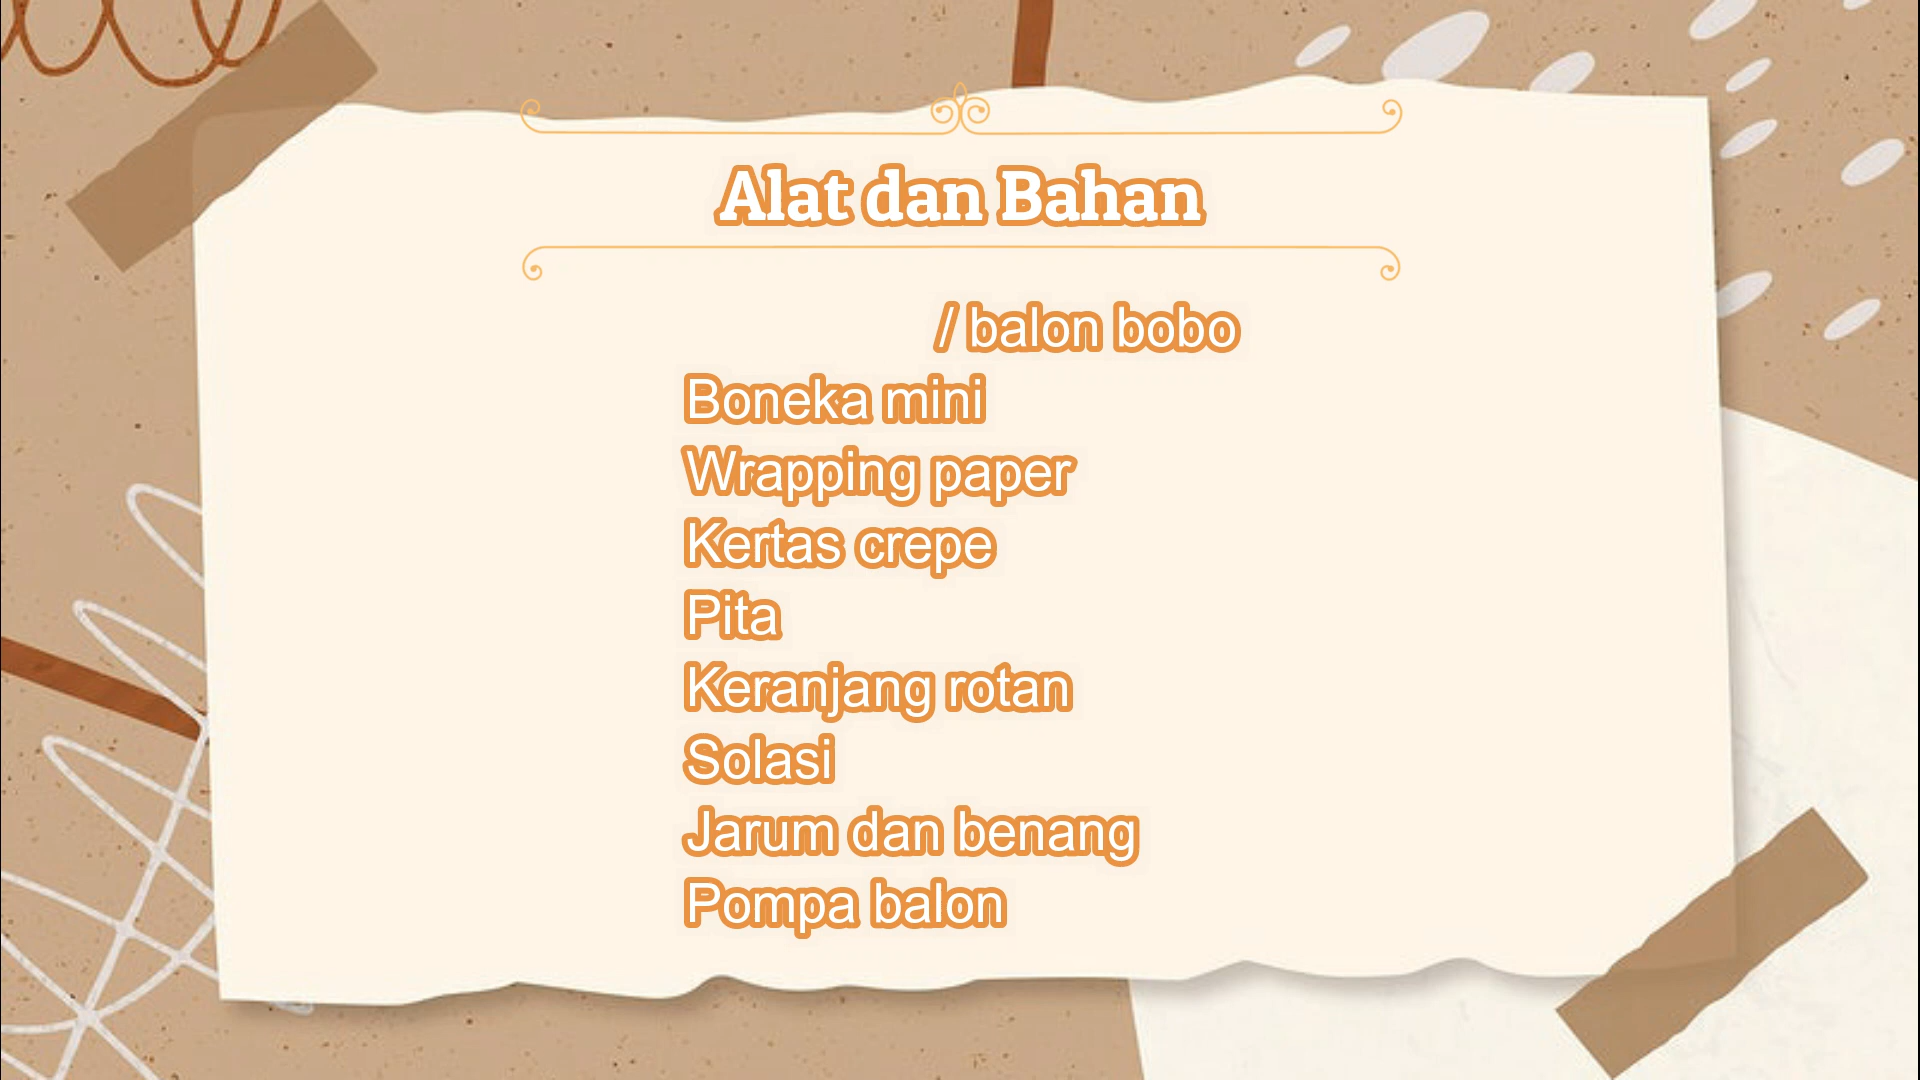 Alat dan Bahan
/ balon bobo
Boneka mini
Wrapping paper
Kertas crepe
Pita
Keranjang rotan
Solasi
Jarum dan benang
Pompa balon